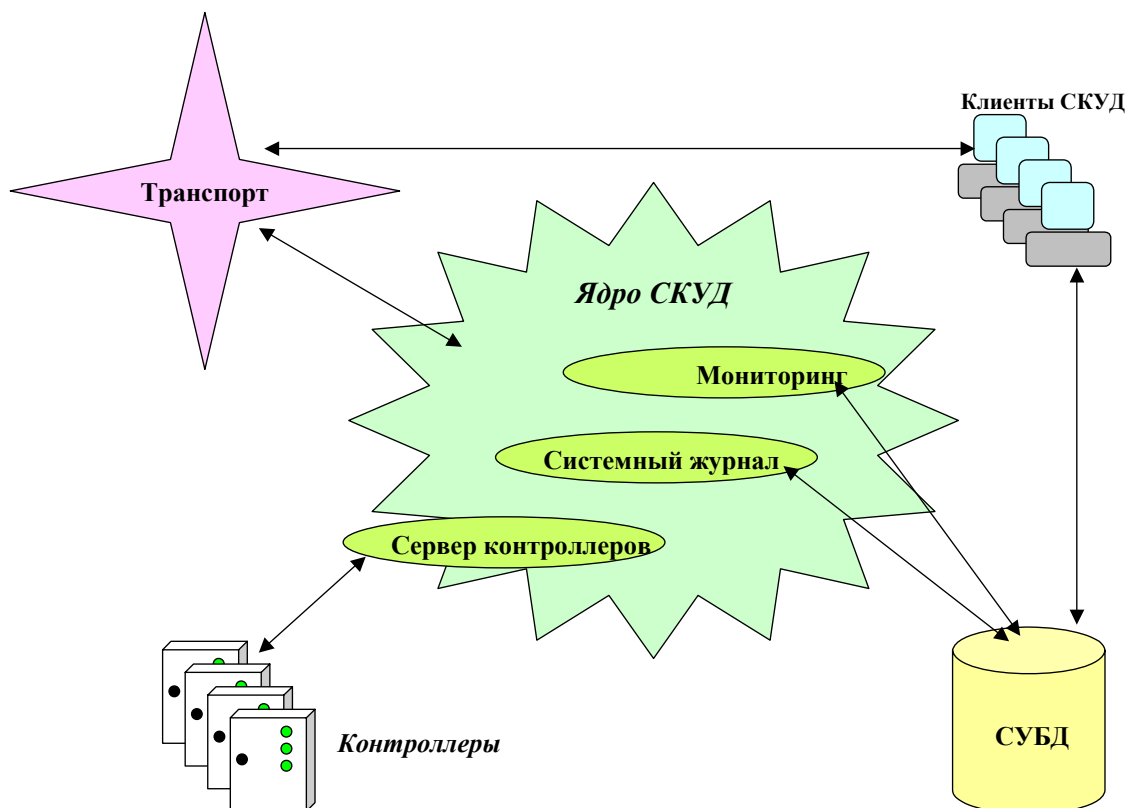 Клиенты СКУД
Транспорт
Ядро СКУД
Мониторинг
Системный журнал
Сервер контроллеров
Контроллеры
СУБД